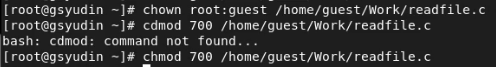 [root@gsyudin ~]# chown root:guest /home/guest/Work/readfile.c
[root@gsyudin ~]# cdmod 700 /home/guest/Work/readfile.c
bash: cdmod: command not found...
[root@gsyudin ~]# chmod 700 /home/guest/Work/readfile.c